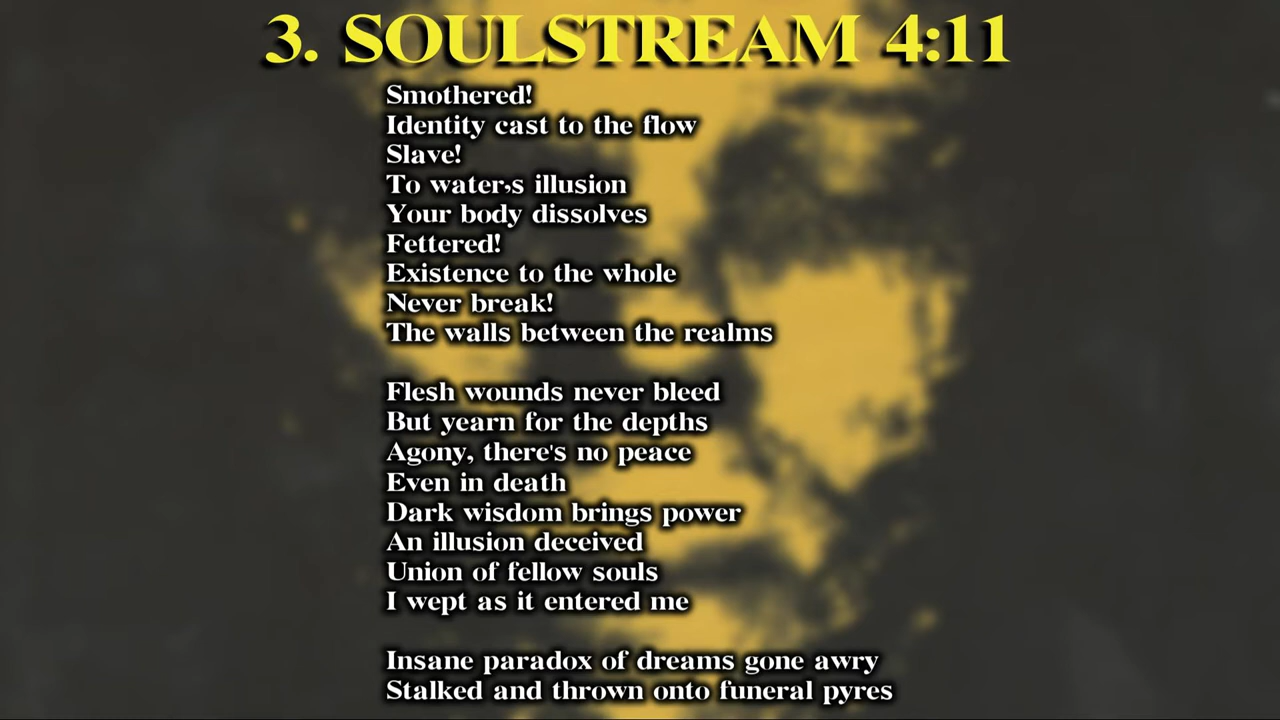 3. SOULSTREAM 4:11
Smothered!
Identity cast to the flow
Slave!
To water,s illusion
Your body dissolves
Fettered!
Existence to the whole
Never break!
The walls between the realms
Flesh wounds never bleed
But yearn for the depths
Agony, there's no peace
Even in death
Dark wisdom brings power
An illusion deceived
Union of fellow souls
I wept as it entered me
Insane paradox of dreams gone awry
Stalked and thrown onto funeral pyres